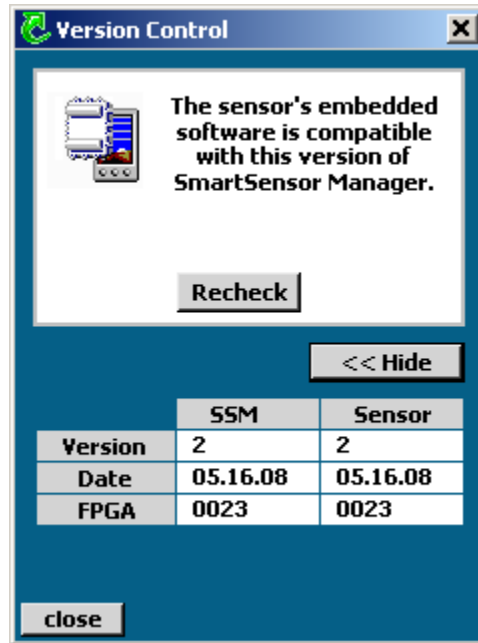 Version Control
The sensor's embedded
software is compatible
with this version of
SmartSensor Manager.
Recheck
<< Hide
SSM Sensor
Version 2 2
Date 05.16.08 05.16.08
FPGA 0023 0023
close